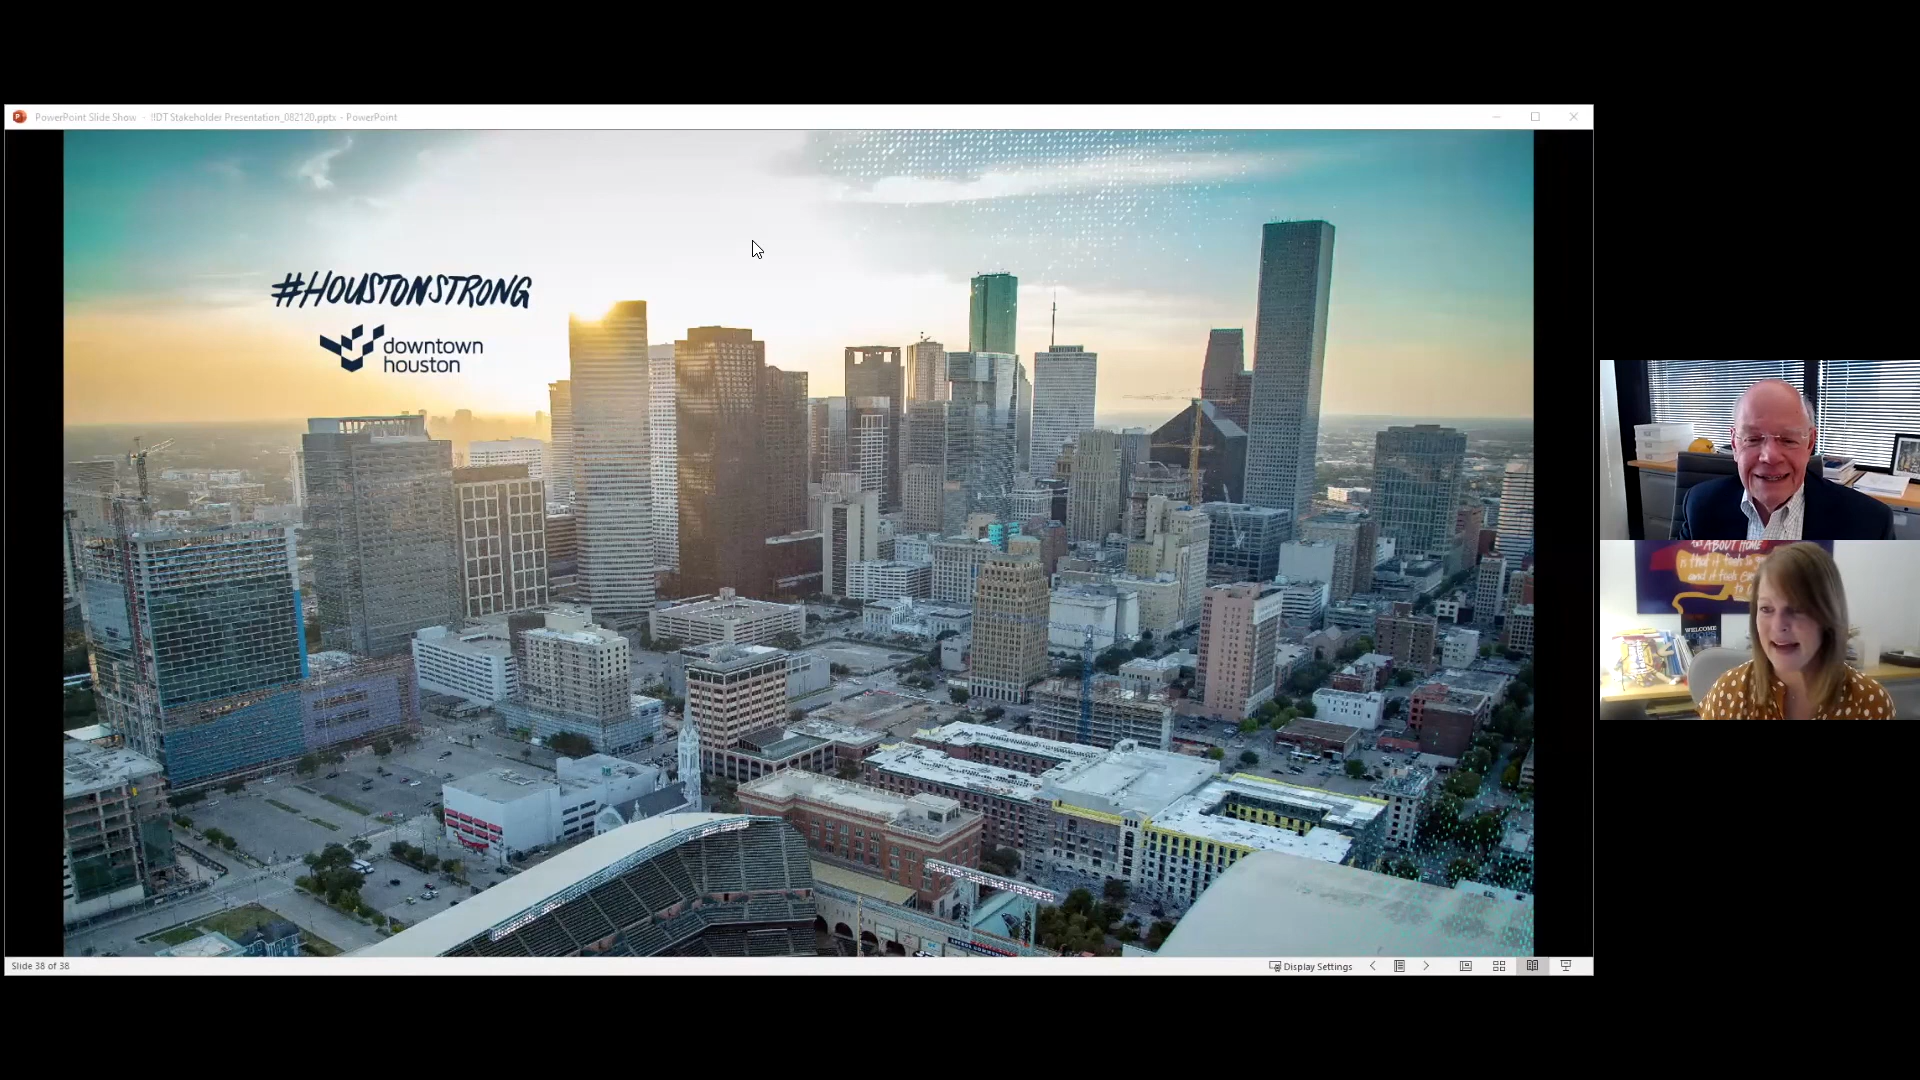 PowerPoint Slide Show - !!DT Stakeholder Presentation_082120.pptx - PowerPoint
#HOUSTONSTRONG
downtown
houston
ABOUT HOME
WELCOME
Slide 38 of 38
Display Settings